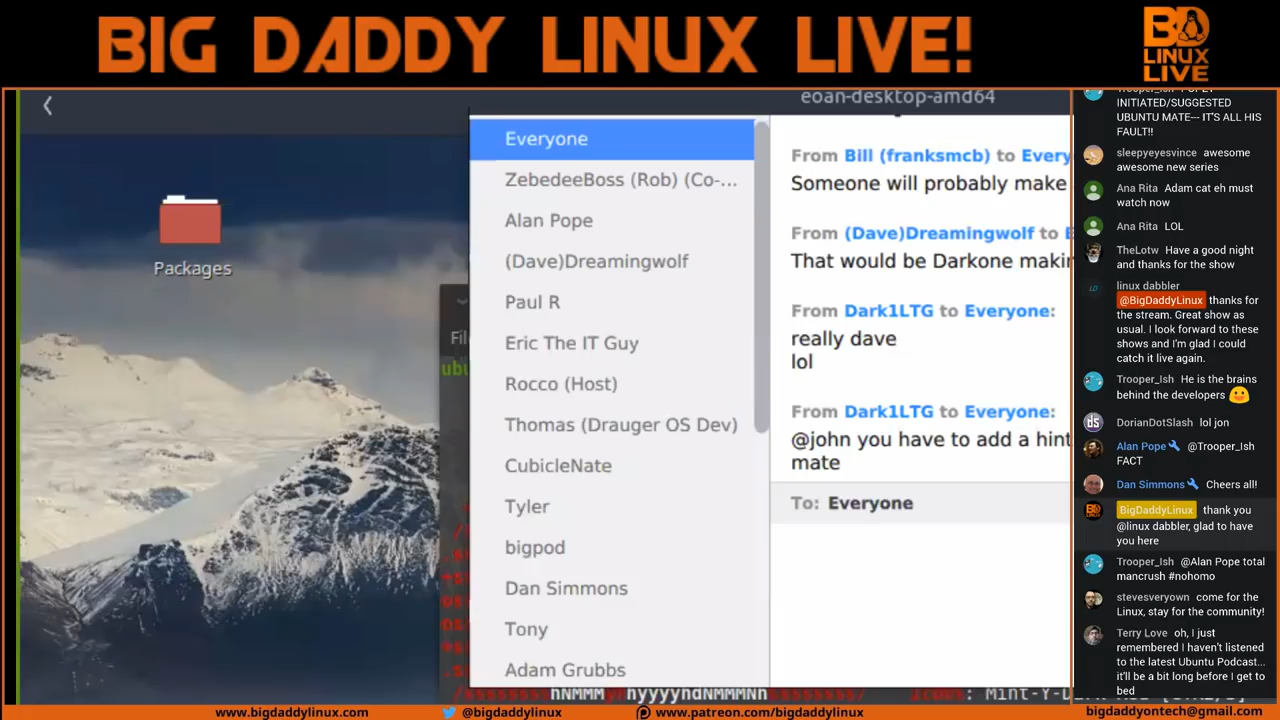 BIG DADDY LINUX LIVE!
BD
LINUX
LIVE
eoan-desktop-amd64
Packages
Everyone
ZebedeeBoss (Rob) (Co-...
Alan Pope
(Dave)Dreamingwolf
Paul R
Eric The IT Guy
Rocco (Host)
Thomas (Drauger OS Dev)
CubicleNate
Tyler
bigpod
Dan Simmons
Tony
Adam Grubbs
From Bill (franksmcb) to Every
Someone will probably make
From (Dave)Dreamingwolf to E
That would be Darkone makin
From Dark1LTG to Everyone:
really dave
lol
From Dark1LTG to Everyone:
@john you have to add a hint
mate
To: Everyone
Fil
ubu
hNMMM yhyyyyhdNMMMNh
: Mint-Y-D
Trooper_Ish
INITIATED/SUGGESTED
UBUNTU MATE--- IT'S ALL HIS
FAULT!!
sleepyeyesvince awesome
awesome new series
Ana Rita Adam cat eh must
watch now
Ana Rita LOL
TheLotw Have a good night
and thanks for the show
linux dabbler
@BigDaddyLinux thanks for
the stream. Great show as
usual. I look forward to these
shows and I'm glad I could
catch it live again.
Trooper_Ish He is the brains
behind the developers
DorianDotSlash lol jon
Alan Pope @Trooper_Ish
FACT
Dan Simmons Cheers all!
BigDaddyLinux thank you
@linux dabbler, glad to have
you here
Trooper_Ish @Alan Pope total
mancrush #nohomo
stevesveryown come for the
Linux, stay for the community!
Terry Love oh, I just
remembered I haven't listened
to the latest Ubuntu Podcast...
it'll be a bit long before I get to
bed
www.bigdaddylinux.com
@bigdaddylinux
www.patreon.com/bigdaddylinux
bigdaddyontech@gmail.com